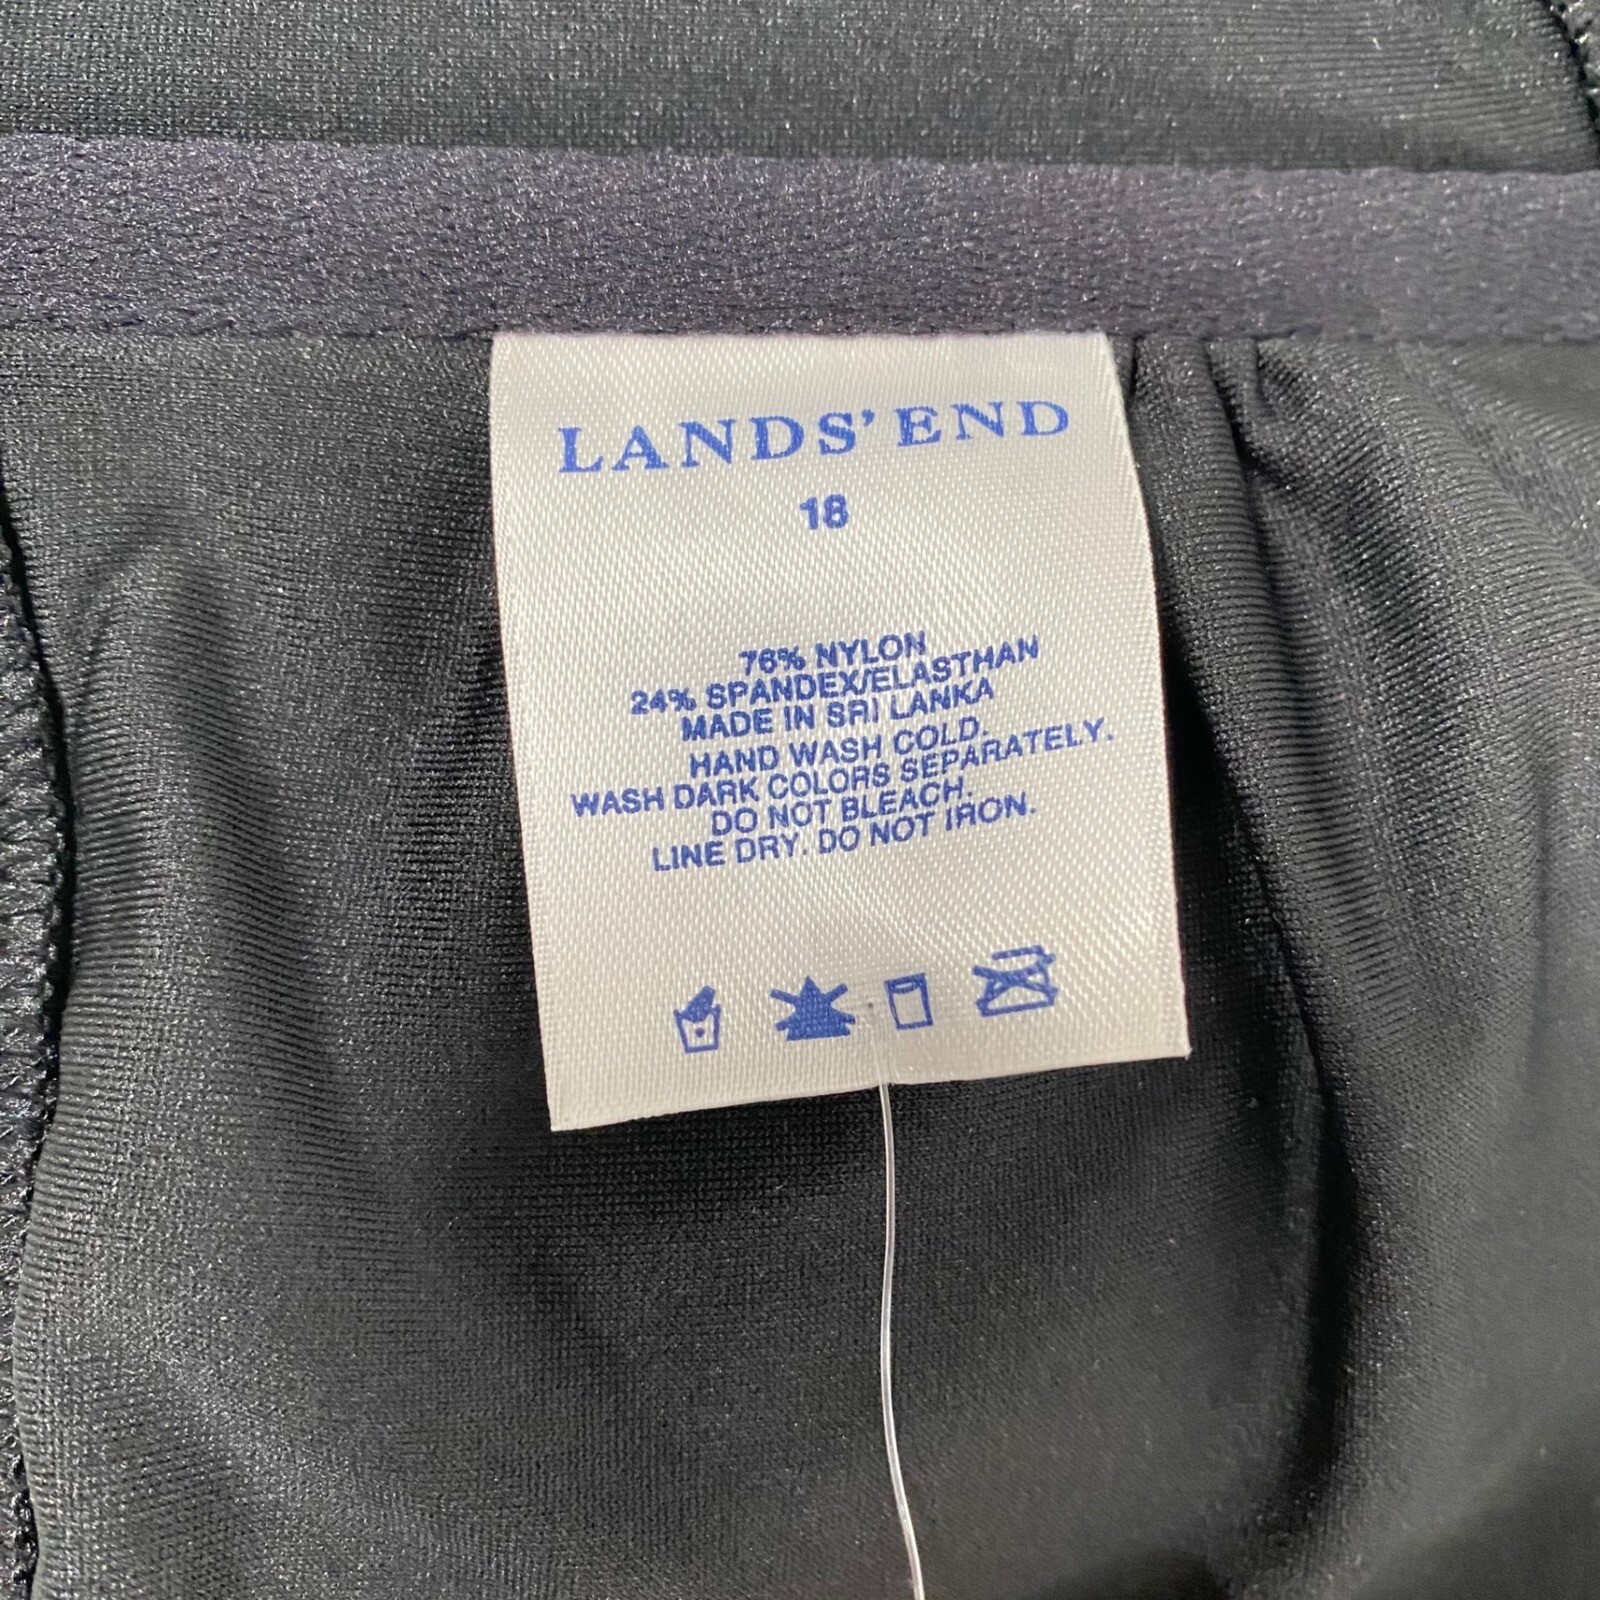 LANDS' END
18
76% NYLON
24% SPANDEX/ELASTHAN
MADE IN SRI LANKA
HAND WASH COLD.
WASH DARK COLORS SEPARATELY.
DO NOT BLEACH.
LINE DRY. DO NOT IRON.